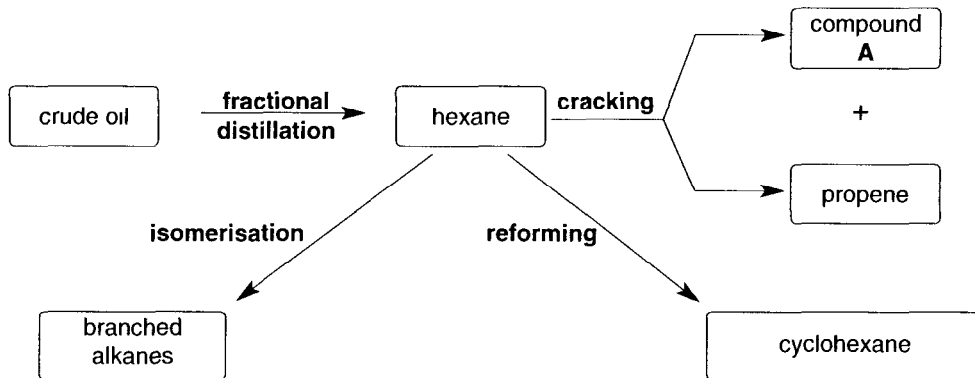 compound
A
crude oil
fractional
distillation
hexane
cracking
+
propene
isomerisation
reforming
branched
alkanes
cyclohexane